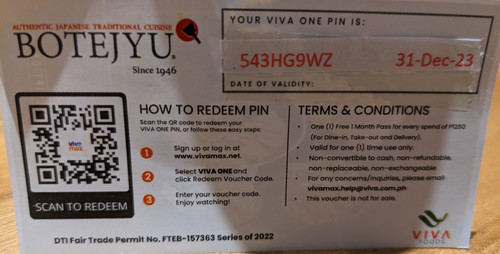 AUTHENTIC JAPANESE TRADITIONAL CUISINE
BOTEJYU®
Since 1946
YOUR VIVA ONE PIN IS:
543HG9WZ 31-Dec-23
DATE OF VALIDITY:
viva
max
SCAN TO REDEEM
HOW TO REDEEM PIN
Scan the QR code to redeem your
VIVA ONE PIN, or follow these easy steps:
1 Sign up or log in at
www.vivamax.net.
2 Select VIVA ONE and
click Redeem Voucher Code.
3 Enter your voucher code.
Enjoy watching!
TERMS & CONDITIONS
• One (1) Free 1 Month Pass for every spend of P1250
(For Dine-in, Take-out and Delivery).
• Valid for one (1) time use only.
• Non-convertible to cash, non-refundable,
non-replaceable, non-exchangeable
• For any concerns/inquiries, please email
vivamax.help@viva.com.ph
• This voucher is not for sale.
DTI Fair Trade Permit No. FTEB-157363 Series of 2022
VIVA
FOODS